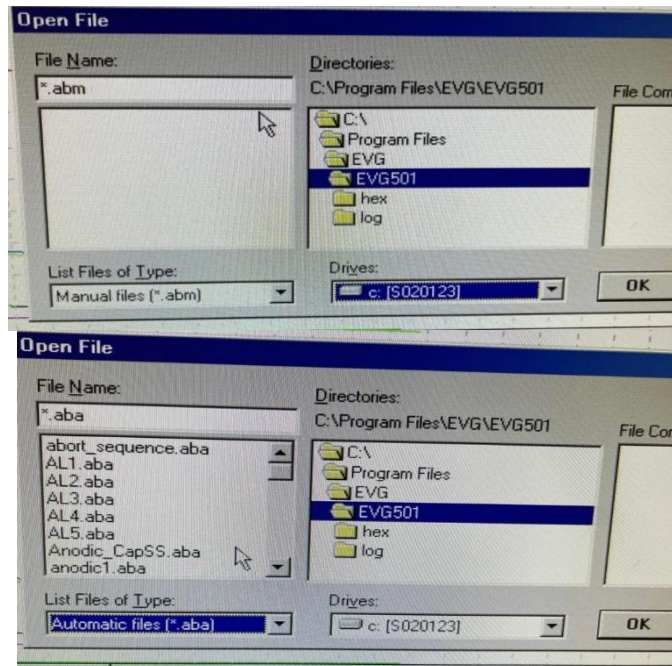 Open File
File Name:
*.abm
Directories:
C:\Program Files\EVG\EVG501
File Com
C:\
Program Files
EVG
EVG501
hex
log
List Files of Type:
Manual files (*.abm)
Drives:
c: [S020123]
OK
Open File
File Name:
*.aba
abort_sequence.aba
AL1.aba
AL2.aba
AL3.aba
AL4.aba
AL5.aba
Anodic_CapSS.aba
anodic1.aba
Directories:
C:\Program Files\EVG\EVG501
File Cor
C:\
Program Files
EVG
EVG501
hex
log
List Files of Type:
Automatic files (*.aba)
Drives:
c: [S020123]
OK